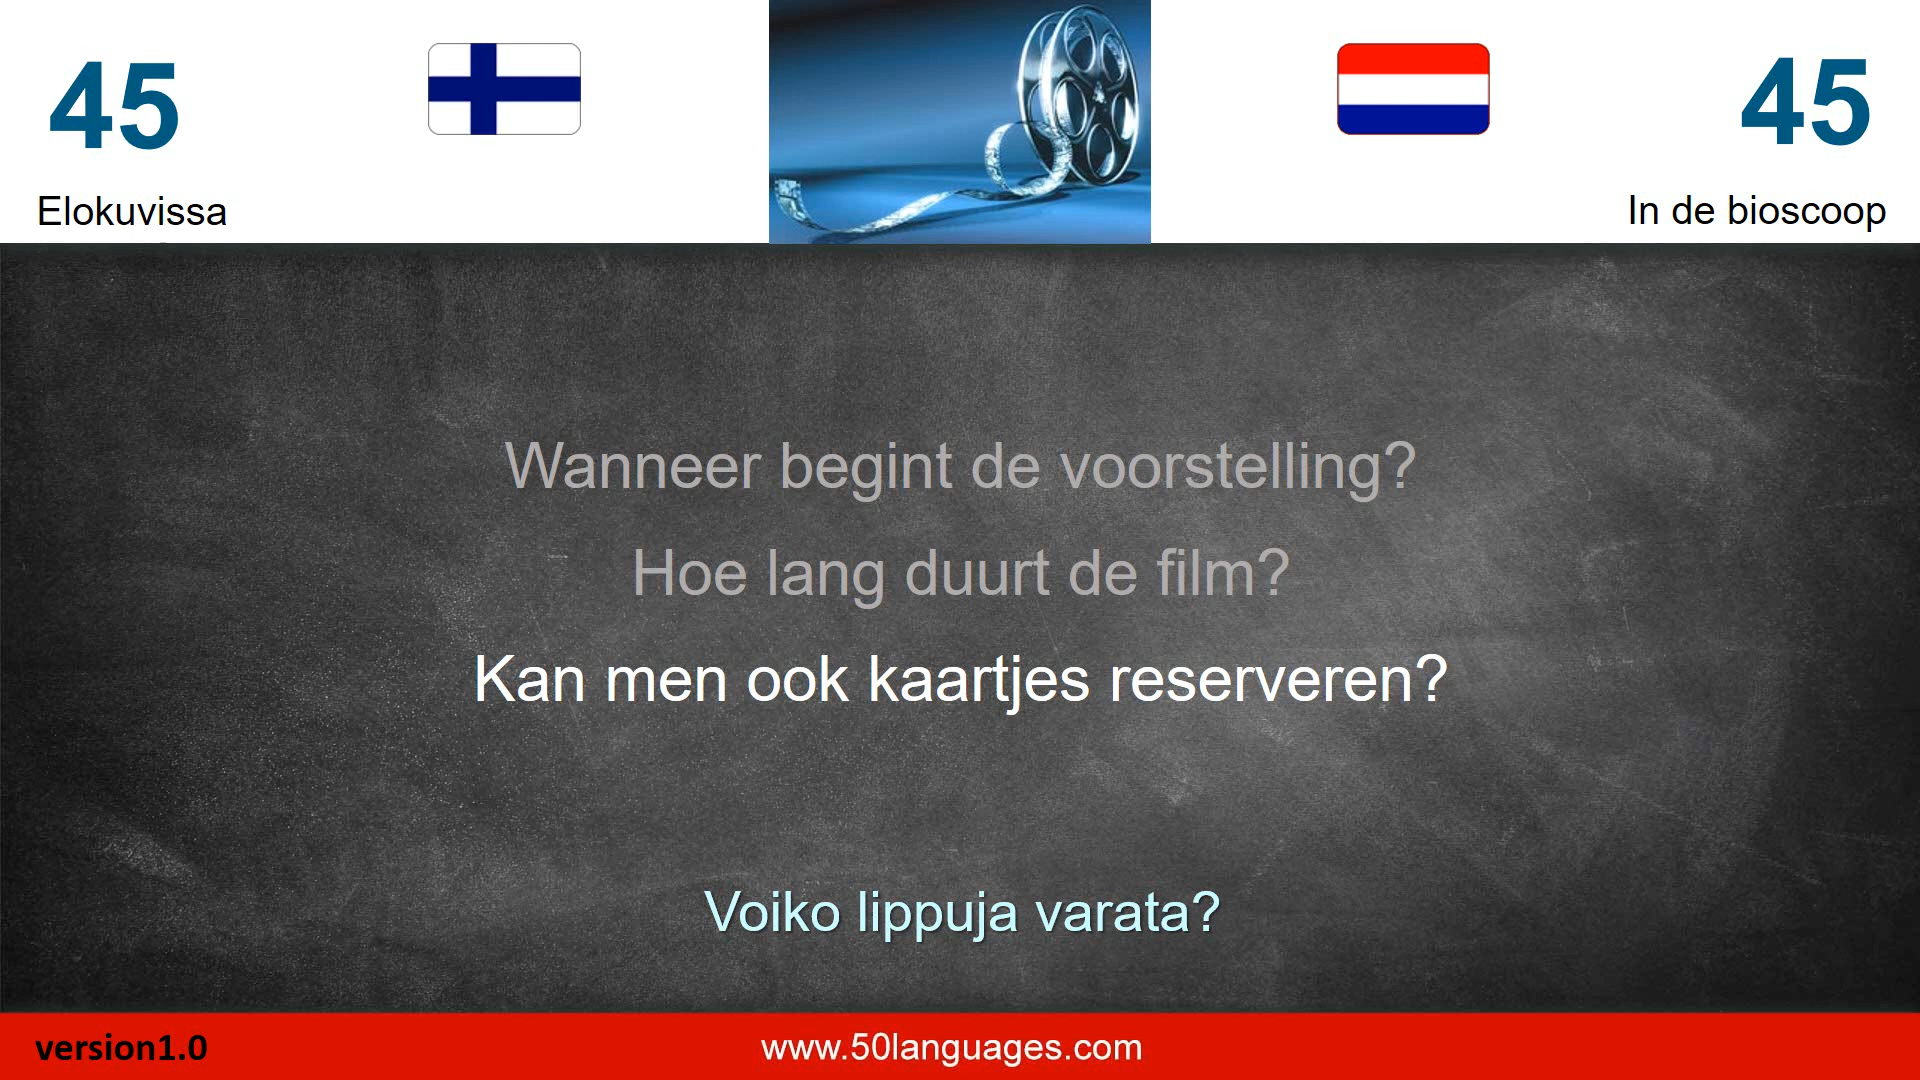 45
45
Elokuvissa
In de bioscoop
Wanneer begint de voorstelling?
Hoe lang duurt de film?
Kan men ook kaartjes reserveren?
Voiko lippuja varata?
version1.0
www.50languages.com